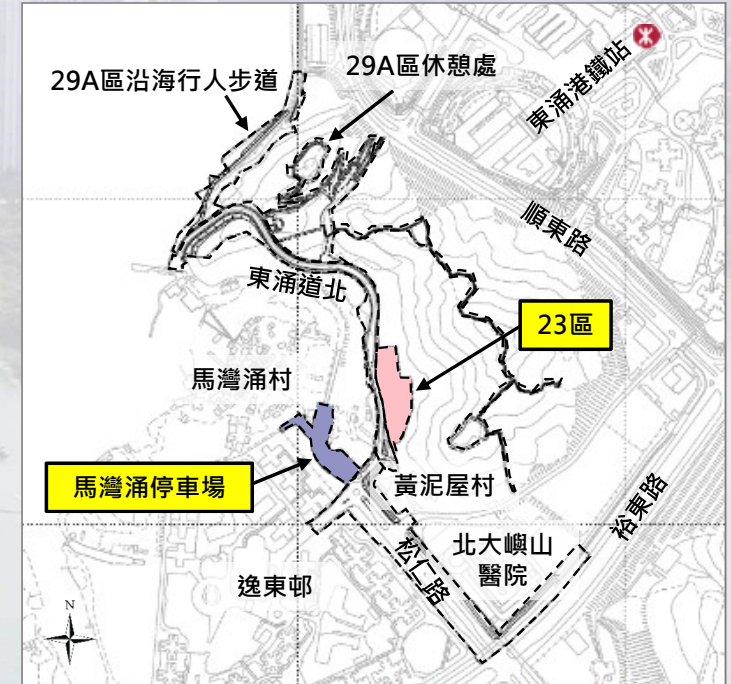 29A區沿海行人步道
29A區休憩處
東涌港鐵站
順東路
東涌道北
23區
馬灣涌村
馬灣涌停車場
黃泥屋村
裕東路
北大嶼山
醫院
松仁路
逸東邨
N